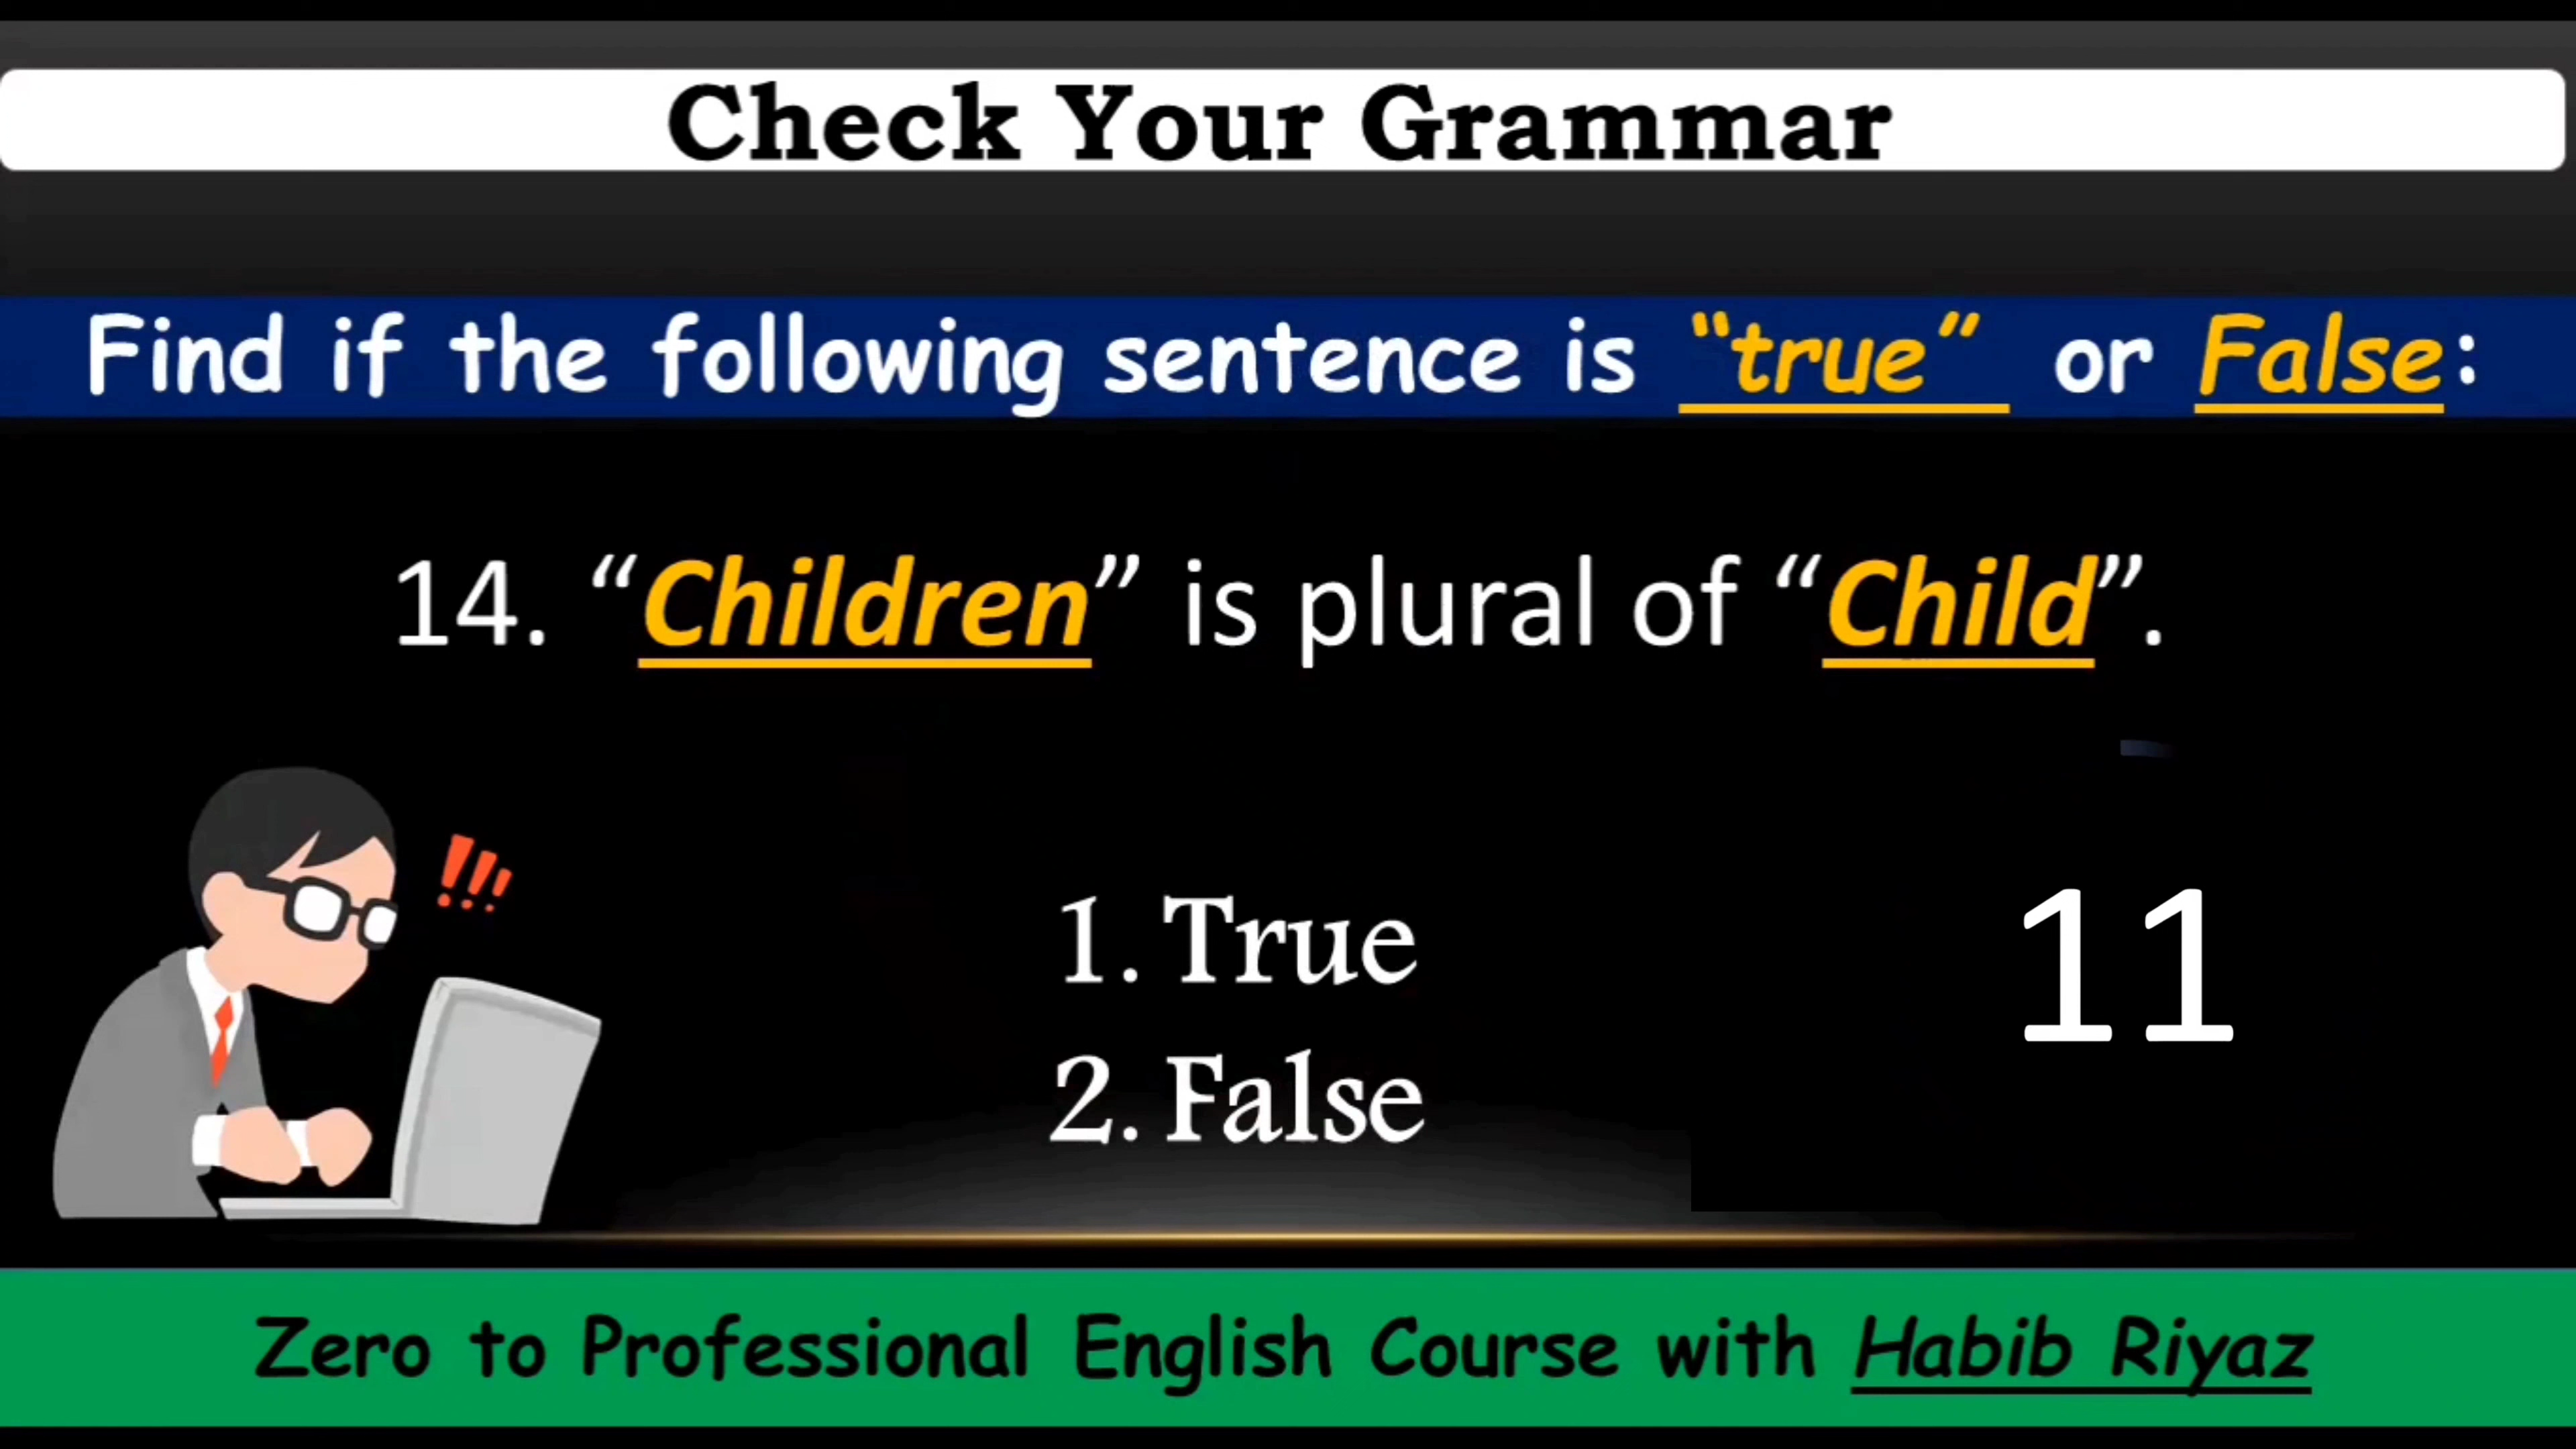 Check Your Grammar
Find if the following sentence is “true” or False:
14. “Children” is plural of “Child”.
!!!
1. True
11
2. False
Zero to Professional English Course with Habib Riyaz